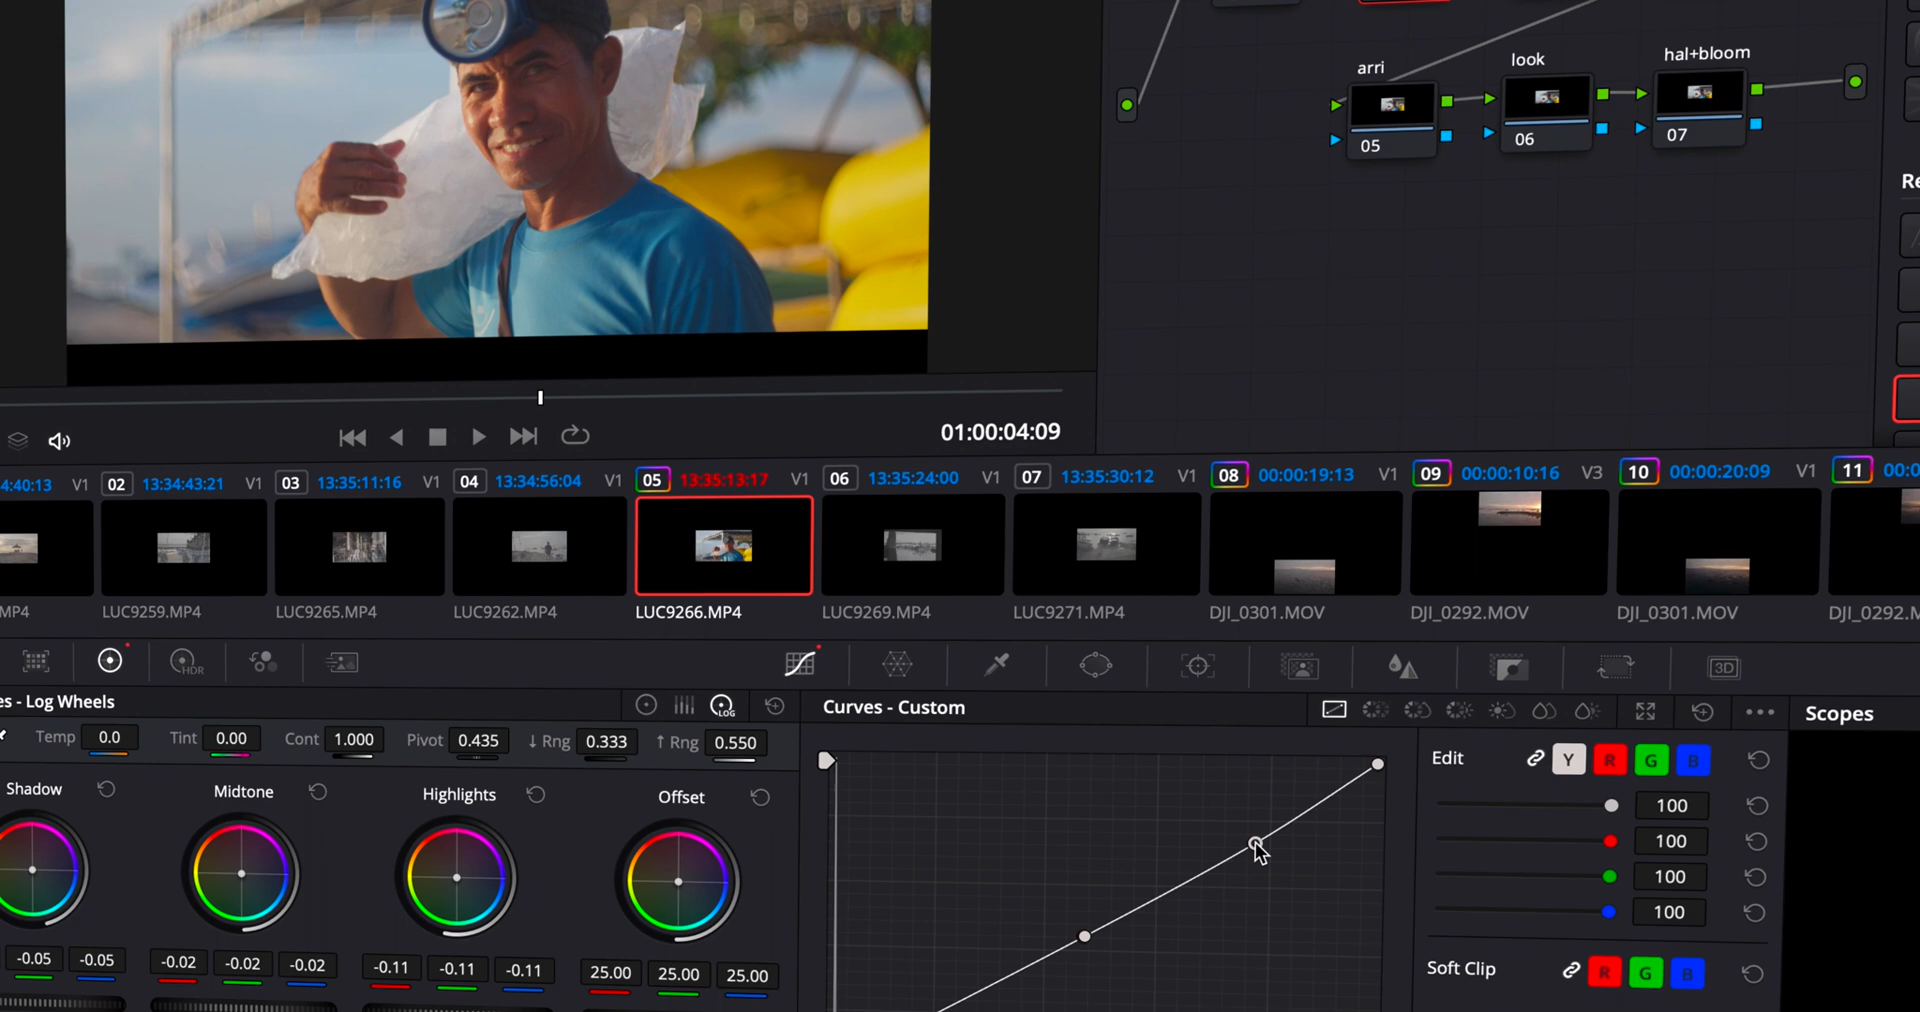 arri
look
hal+bloom
05
06
07
Re
01:00:04:09
4:40:13 V1
02 13:34:43:21 V1
03 13:35:11:16 V1
04 13:34:56:04 V1
05 13:35:13:17 V1
06 13:35:24:00 V1
07 13:35:30:12 V1
08 00:00:19:13 V1
09 00:00:10:16 V3
10 00:00:20:09 V1
11 00:0
MP4
LUC9259.MP4
LUC9265.MP4
LUC9262.MP4
LUC9266.MP4
LUC9269.MP4
LUC9271.MP4
DJI_0301.MOV
DJI_0292.MOV
DJI_0301.MOV
DJI_0292.M
HDR
3D
es - Log Wheels
LOG
Temp 0.0 Tint 0.00 Cont 1.000 Pivot 0.435 ↓ Rng 0.333 ↑ Rng 0.550
Shadow
Midtone
Highlights
Offset
-0.05 -0.05
-0.02 -0.02 -0.02
-0.11 -0.11 -0.11
25.00 25.00 25.00
Curves - Custom
Edit Y R G B
100
100
100
100
Soft Clip R G B
Scopes